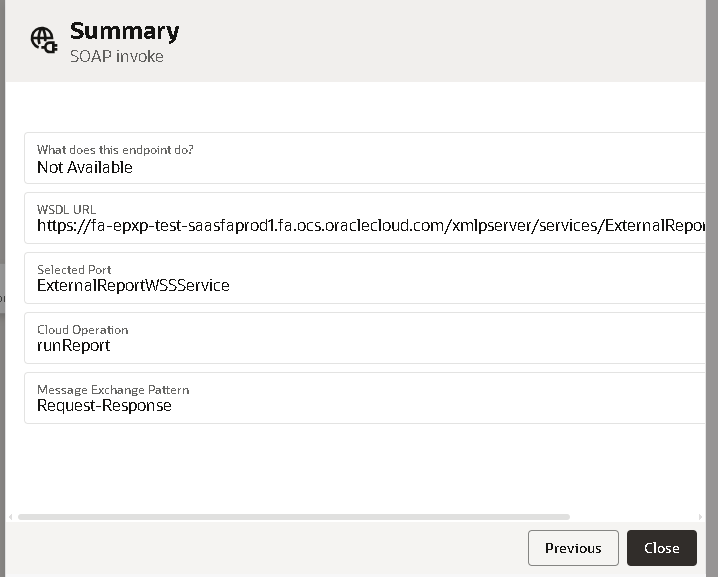 Summary
SOAP invoke
What does this endpoint do?
Not Available
WSDL URL
https://fa-epxp-test-saasfaprod1.fa.ocs.oraclecloud.com/xmlpserver/services/ExternalRepor
Selected Port
ExternalReportWSSService
Cloud Operation
runReport
Message Exchange Pattern
Request-Response
Previous
Close